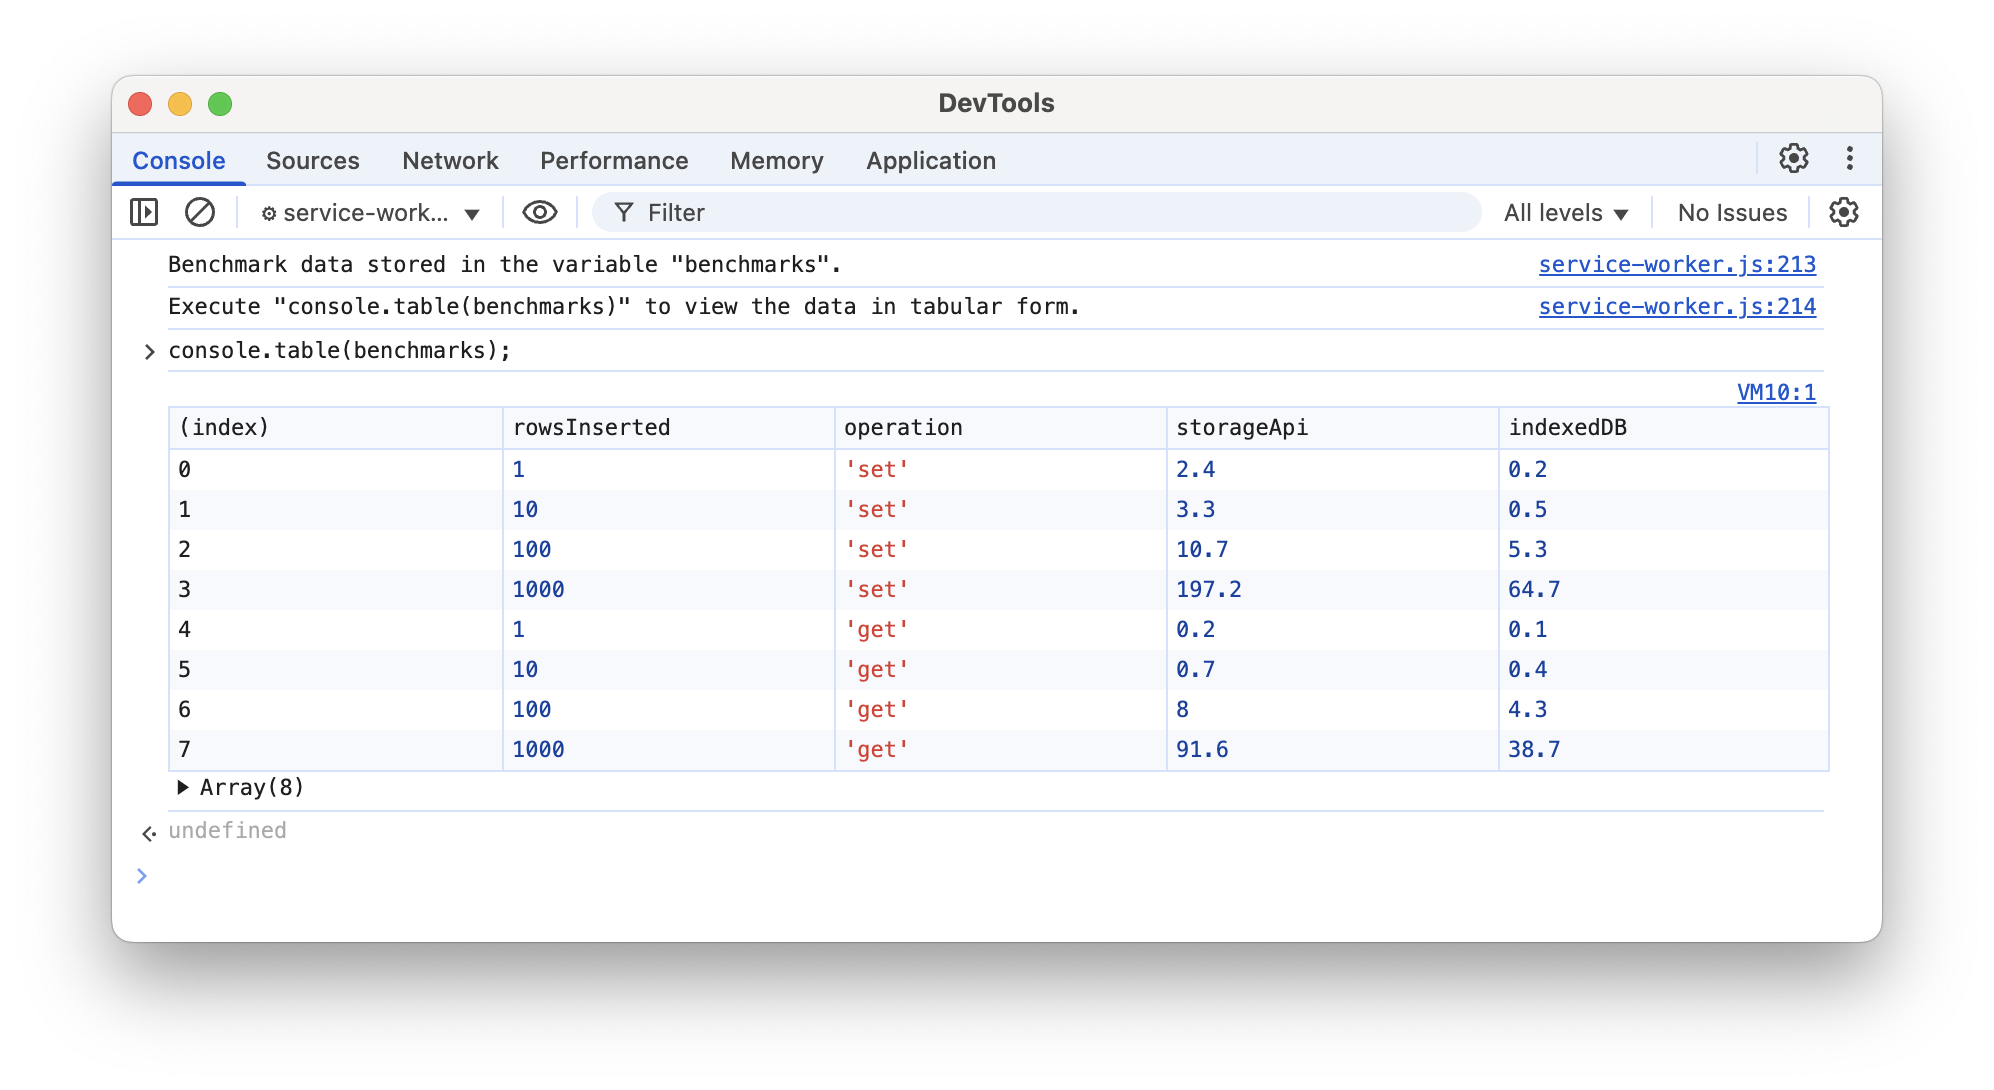 DevTools
Console Sources Network Performance Memory Application
service-work... Filter All levels No Issues
Benchmark data stored in the variable "benchmarks". service-worker.js:213
Execute "console.table(benchmarks)" to view the data in tabular form. service-worker.js:214
console.table(benchmarks);
VM10:1
(index) rowsInserted operation storageApi indexedDB
0 1 'set' 2.4 0.2
1 10 'set' 3.3 0.5
2 100 'set' 10.7 5.3
3 1000 'set' 197.2 64.7
4 1 'get' 0.2 0.1
5 10 'get' 0.7 0.4
6 100 'get' 8 4.3
7 1000 'get' 91.6 38.7
Array(8)
undefined